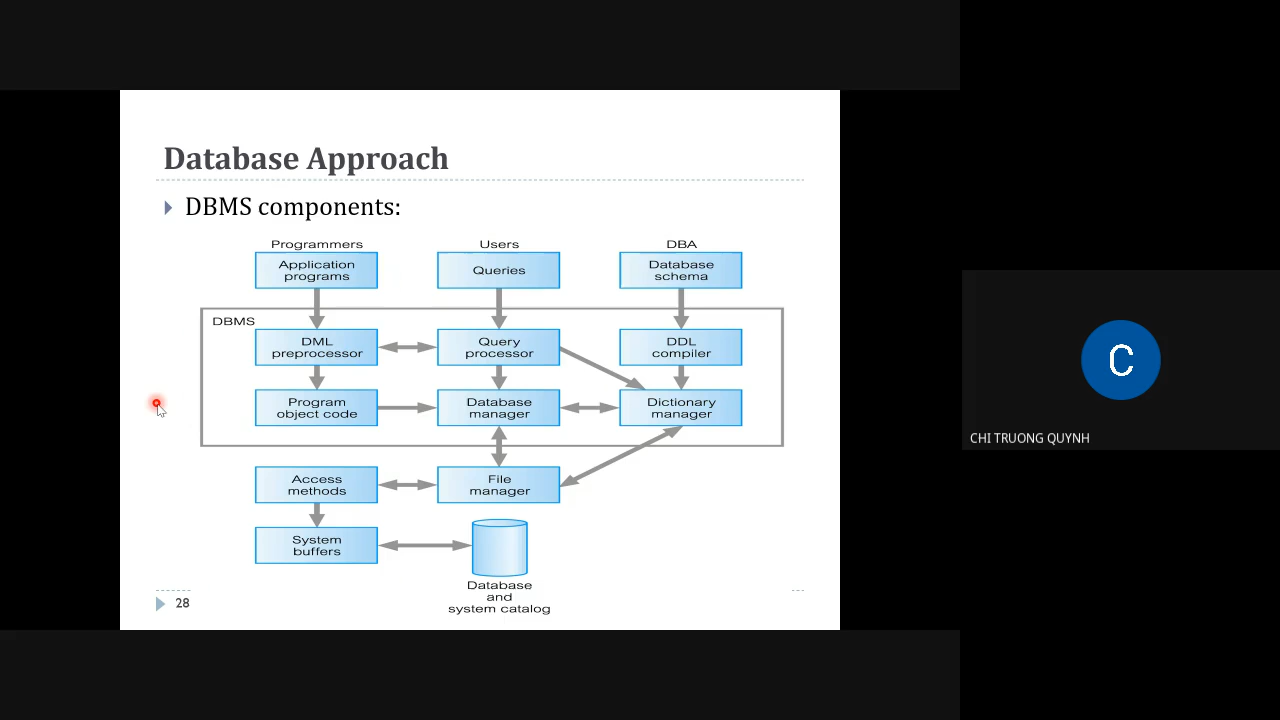 Database Approach
DBMS components:
Programmers
Users
DBA
Application
programs
Queries
Database
schema
DBMS
DML
preprocessor
Query
processor
DDL
compiler
Program
object code
Database
manager
Dictionary
manager
Access
methods
File
manager
System
buffers
Database
and
system catalog
28
C
CHI TRUONG QUYNH